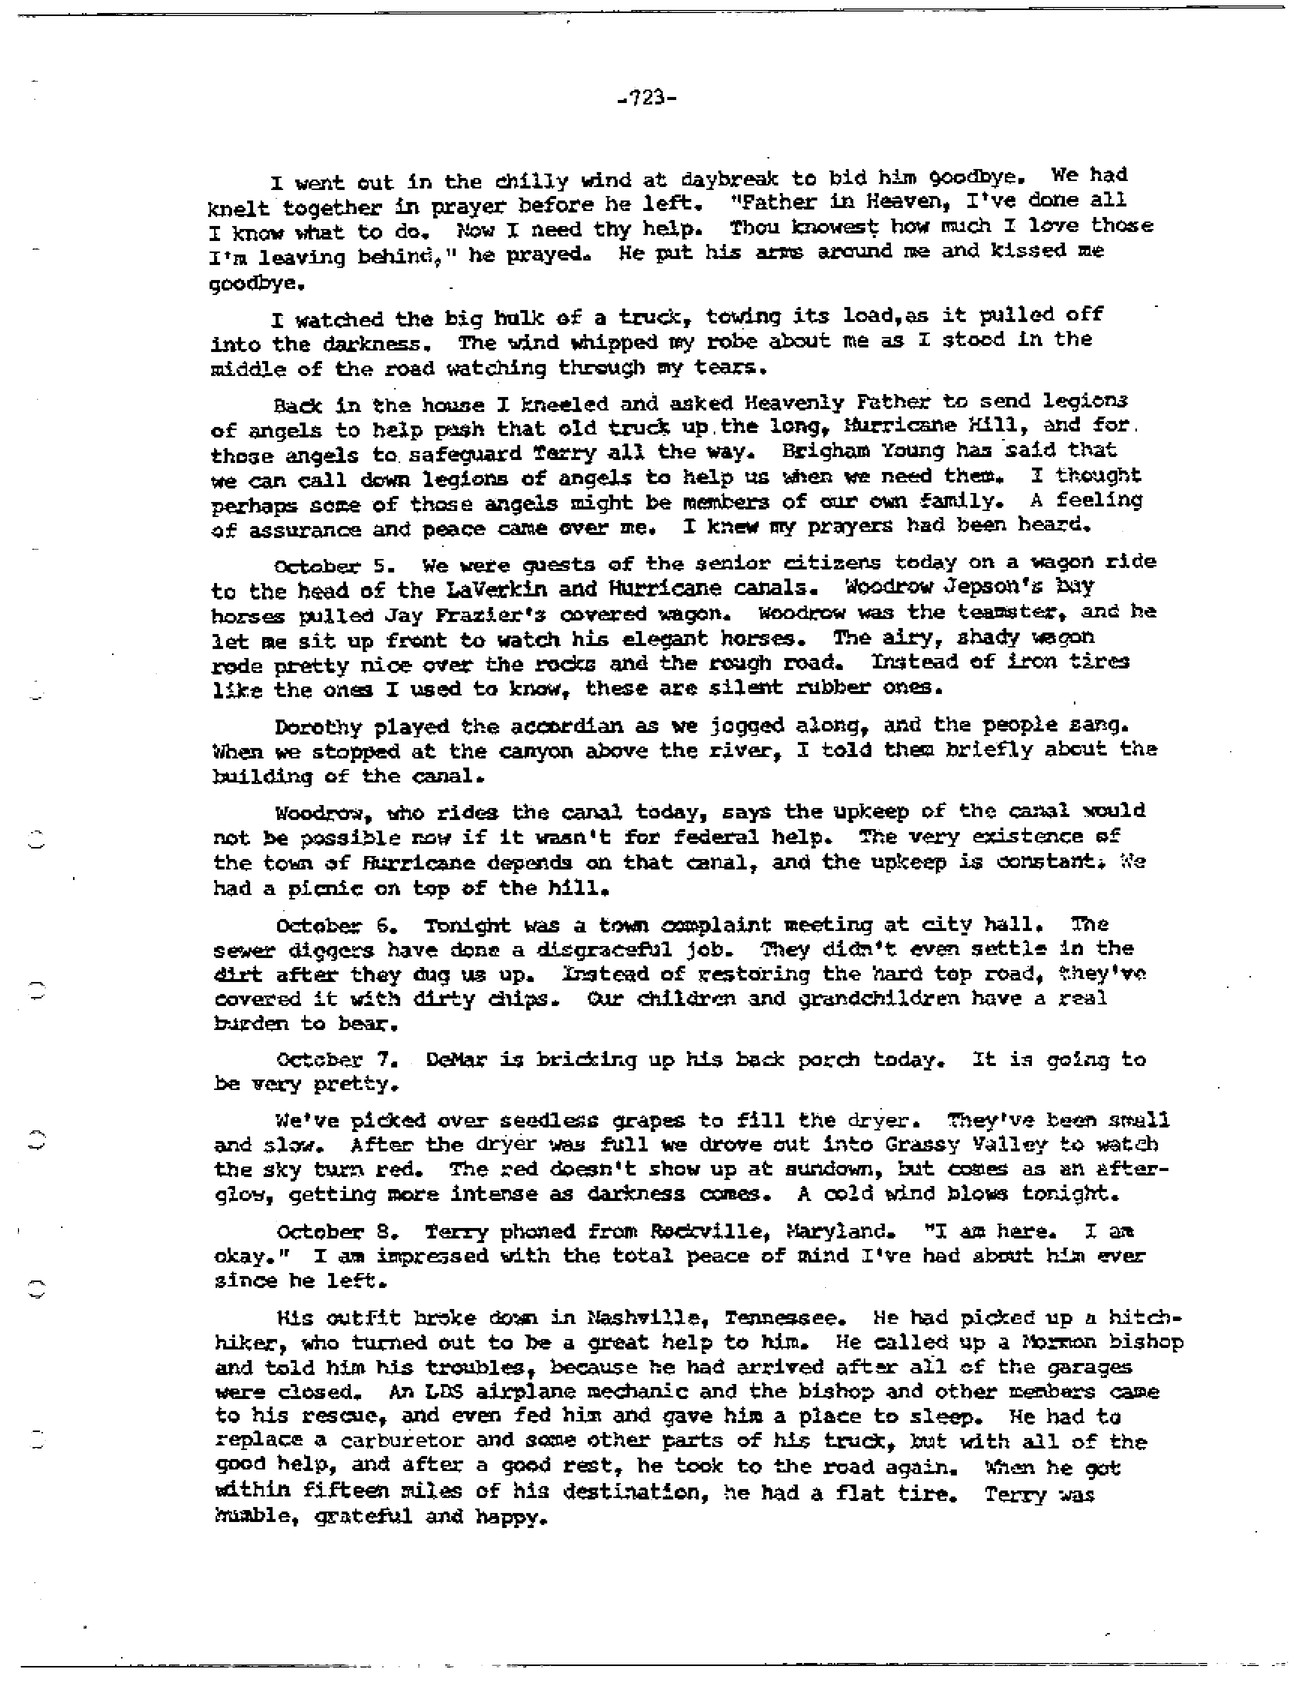 -723-
I went out in the chilly wind at daybreak to bid him goodbye. We had
knelt together in prayer before he left. "Father in Heaven, I've done all
I know what to do. Now I need thy help. Thou knowest how much I love those
I'm leaving behind," he prayed. He put his arms around me and kissed me
goodbye.
I watched the big hulk of a truck, towing its load,as it pulled off
into the darkness. The wind whipped my robe about me as I stood in the
middle of the road watching through my tears.
Back in the house I kneeled and asked Heavenly Father to send legions
of angels to help push that old truck up the long, Hurricane Hill, and for
those angels to safeguard Terry all the way. Brigham Young has said that
we can call down legions of angels to help us when we need them. I thought
perhaps some of those angels might be members of our own family. A feeling
of assurance and peace came over me. I knew my prayers had been heard.
October 5. We were guests of the senior citizens today on a wagon ride
to the head of the LaVerkin and Hurricane canals. Woodrow Jepson's bay
horses pulled Jay Frazier's covered wagon. Woodrow was the teamster, and he
let me sit up front to watch his elegant horses. The airy, shady wagon
rode pretty nice over the rocks and the rough road. Instead of iron tires
like the ones I used to know, these are silent rubber ones.
Dorothy played the accordian as we jogged along, and the people sang.
When we stopped at the canyon above the river, I told them briefly about the
building of the canal.
Woodrow, who rides the canal today, says the upkeep of the canal would
not be possible now if it wasn't for federal help. The very existence of
the town of Hurricane depends on that canal, and the upkeep is constant. We
had a picnic on top of the hill.
October 6. Tonight was a town complaint meeting at city hall. The
sewer diggers have done a disgraceful job. They didn't even settle in the
dirt after they dug us up. Instead of restoring the hard top road, they've
covered it with dirty chips. Our children and grandchildren have a real
burden to bear.
October 7. DeMar is bricking up his back porch today. It is going to
be very pretty.
We've picked over seedless grapes to fill the dryer. They've been small
and slow. After the dryer was full we drove out into Grassy Valley to watch
the sky turn red. The red doesn't show up at sundown, but comes as an after-
glow, getting more intense as darkness comes. A cold wind blows tonight.
October 8. Terry phoned from Rockville, Maryland. "I am here. I am
okay." I am impressed with the total peace of mind I've had about him ever
since he left.
His outfit broke down in Nashville, Tennessee. He had picked up a hitch-
hiker, who turned out to be a great help to him. He called up a Mormon bishop
and told him his troubles, because he had arrived after all of the garages
were closed. An LDS airplane mechanic and the bishop and other members came
to his rescue, and even fed him and gave him a place to sleep. He had to
replace a carburetor and some other parts of his truck, but with all of the
good help, and after a good rest, he took to the road again. When he got
within fifteen miles of his destination, he had a flat tire. Terry was
humble, grateful and happy.